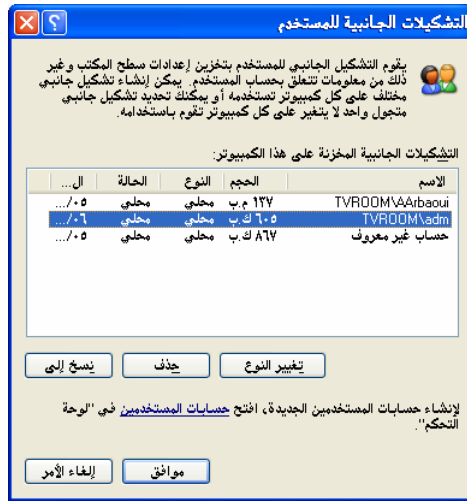 التشكيلات الجانبية للمستخدم
يقوم التشكيل الجانبي للمستخدم بتخزين إعدادات سطح المكتب وغير
ذلك من معلومات تتعلق بحساب المستخدم. يمكن إنشاء تشكيل جانبي
مختلف على كل كمبيوتر تستخدمه أو يمكنك تحديد تشكيل جانبي
متجول واحد لا يتغير على كل كمبيوتر تقوم باستخدامه.
التشكيلات الجانبية المخزنة على هذا الكمبيوتر:
الاسم الحجم النوع الحالة ال...
TVROOM\AArbaoui ١٣٧ م.ب محلي محلي ٠٥/...
TVROOM\adm ٦٠٥ ك.ب محلي محلي ٠٦/...
حساب غير معروف ٨٦٧ ك.ب محلي محلي ٠٥/...
تغيير النوع حذف نسخ إلى
لإنشاء حسابات المستخدمين الجديدة، افتح حسابات المستخدمين في "لوحة
التحكم".
موافق إلغاء الأمر